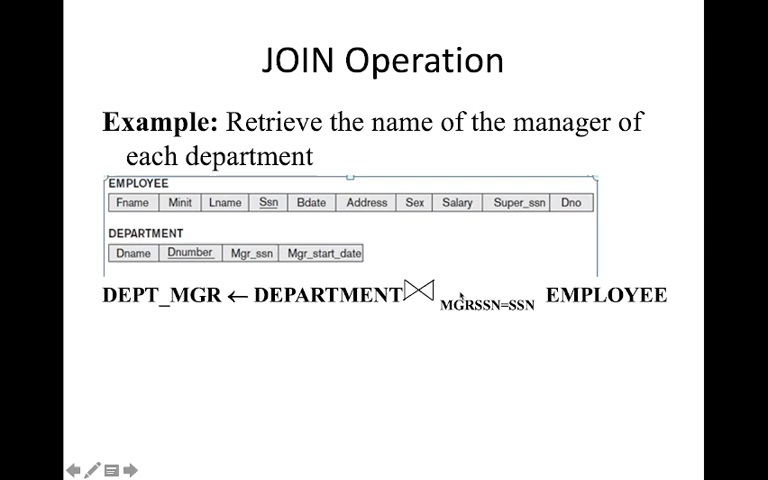 JOIN Operation
Example: Retrieve the name of the manager of
each department
EMPLOYEE
Fname Minit Lname Ssn Bdate Address Sex Salary Super_ssn Dno
DEPARTMENT
Dname Dnumber Mgr_ssn Mgr_start_date
DEPT_MGR ← DEPARTMENT⋈ MGRSSN=SSN EMPLOYEE